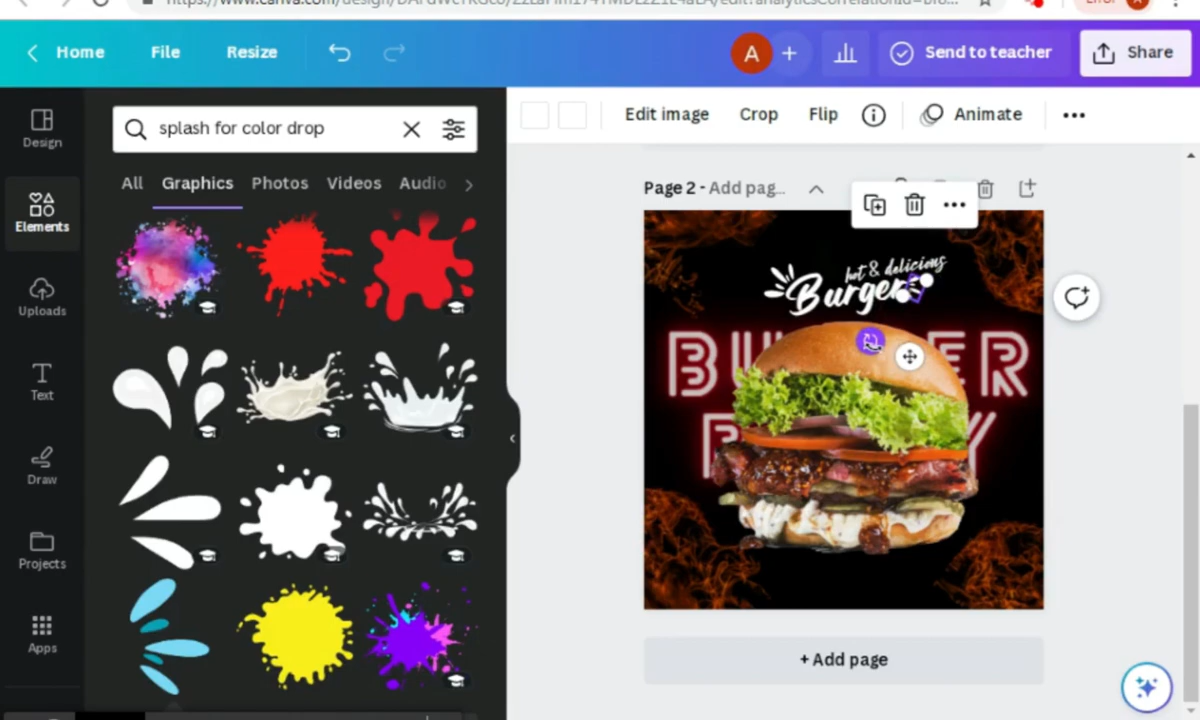 Error A
Home File Resize A + Send to teacher Share
Design
splash for color drop
Edit image Crop Flip Animate
All Graphics Photos Videos Audio
Elements
Page 2 - Add pag...
hot & delicious
Burger
Uploads
Text
Draw
Projects
+ Add page
Apps